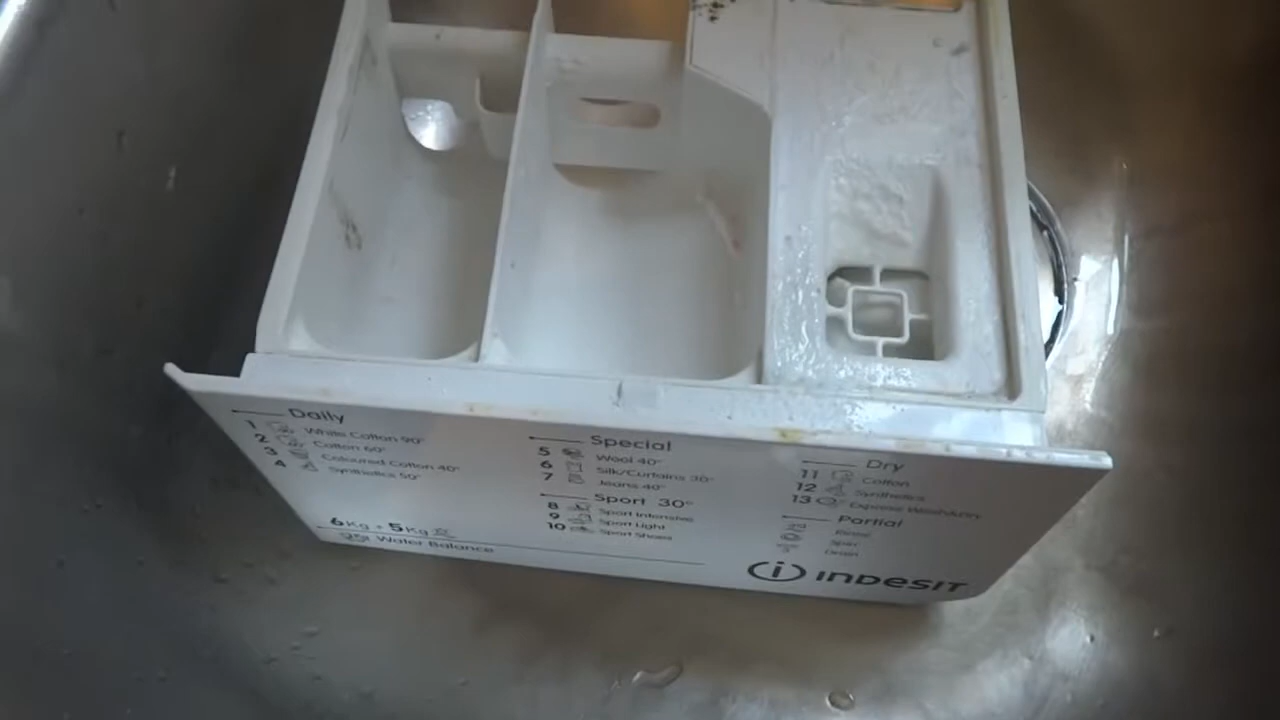 Daily
1 White Cotton 90°
2 Cotton 60°
3 Coloured Cotton 40°
4 Synthetics 50°
6Kg + 5Kg
Water Balance
Special
5 Wool 40°
6 Silk/Curtains 30°
7 Jeans 40°
Sport 30°
8 Sport Intensive
9 Sport Light
10 Sport Shoes
Dry
11 Cotton
12 Synthetics
13 Express Wash&Dry
Partial
Rinse
Spin
Drain
indesit